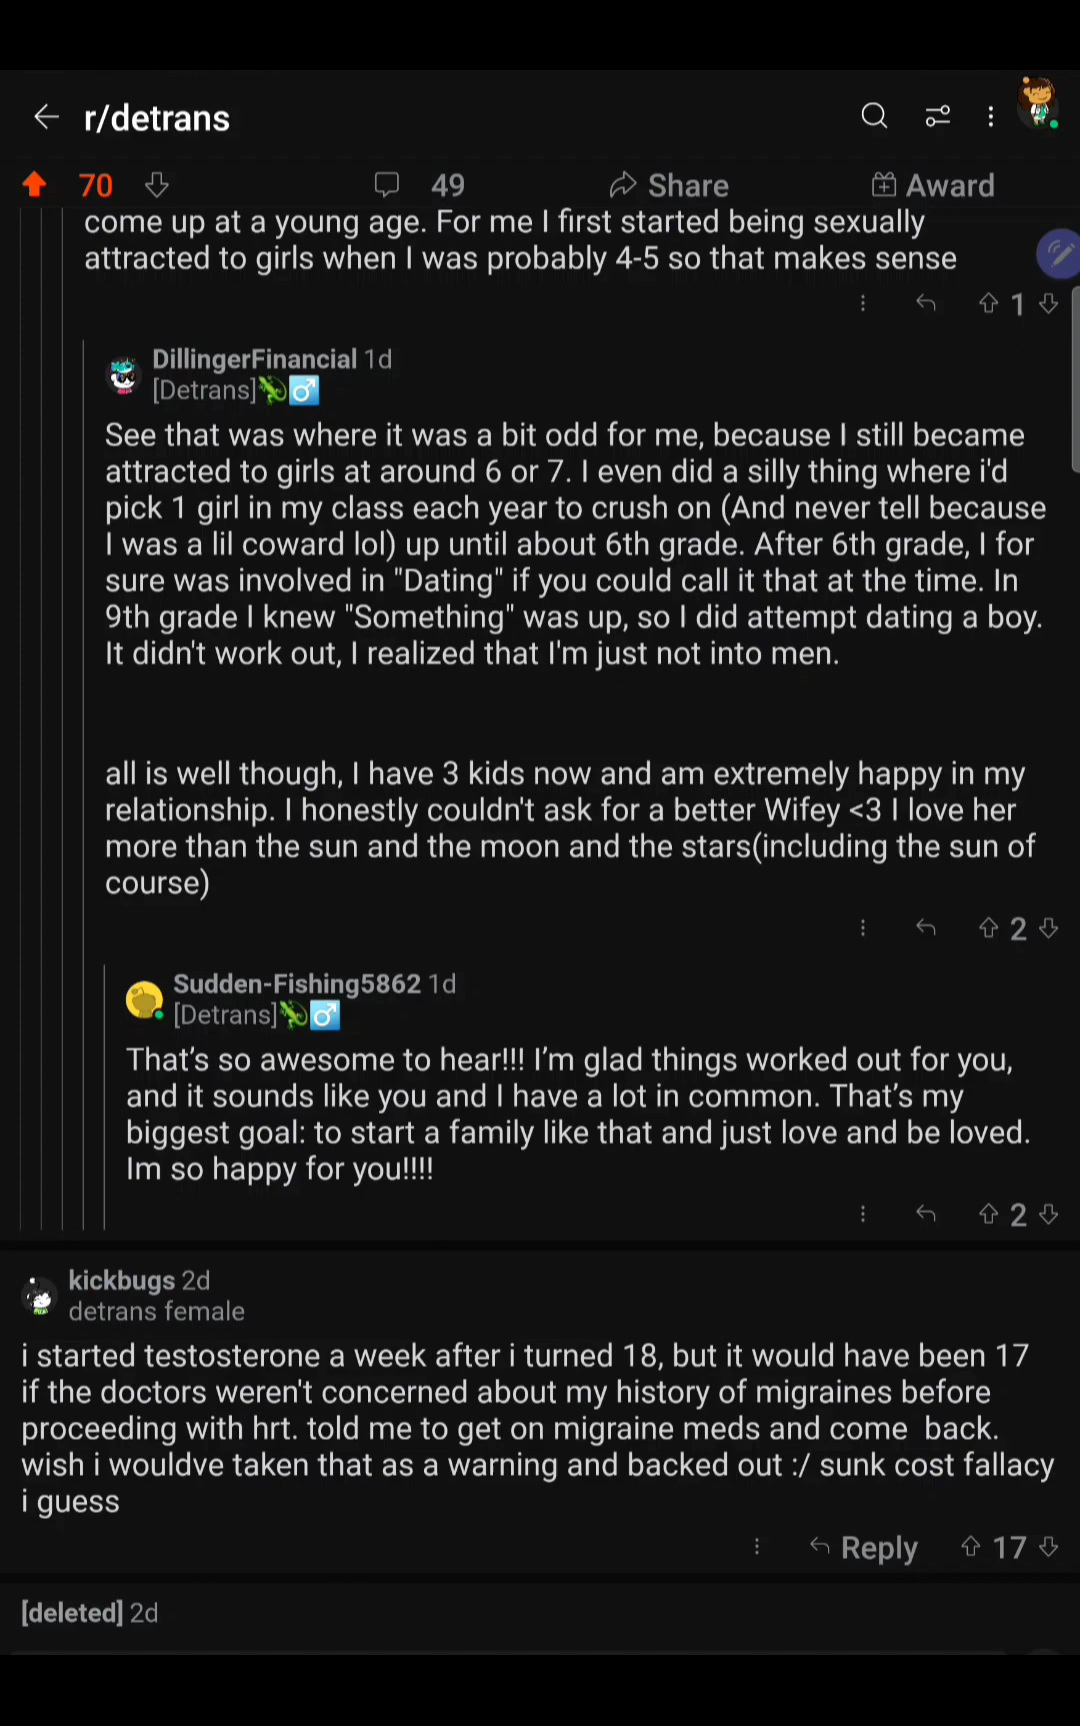 r/detrans
70
49
Share
Award
come up at a young age. For me I first started being sexually
attracted to girls when I was probably 4-5 so that makes sense
1
DillingerFinancial 1d
[Detrans]🦎♂️
See that was where it was a bit odd for me, because I still became
attracted to girls at around 6 or 7. I even did a silly thing where i'd
pick 1 girl in my class each year to crush on (And never tell because
I was a lil coward lol) up until about 6th grade. After 6th grade, I for
sure was involved in "Dating" if you could call it that at the time. In
9th grade I knew "Something" was up, so I did attempt dating a boy.
It didn't work out, I realized that I'm just not into men.
all is well though, I have 3 kids now and am extremely happy in my
relationship. I honestly couldn't ask for a better Wifey <3 I love her
more than the sun and the moon and the stars(including the sun of
course)
2
Sudden-Fishing5862 1d
[Detrans]🦎♂️
That's so awesome to hear!!! I'm glad things worked out for you,
and it sounds like you and I have a lot in common. That's my
biggest goal: to start a family like that and just love and be loved.
Im so happy for you!!!!
2
kickbugs 2d
detrans female
i started testosterone a week after i turned 18, but it would have been 17
if the doctors weren't concerned about my history of migraines before
proceeding with hrt. told me to get on migraine meds and come  back.
wish i wouldve taken that as a warning and backed out :/ sunk cost fallacy
i guess
Reply
17
[deleted] 2d